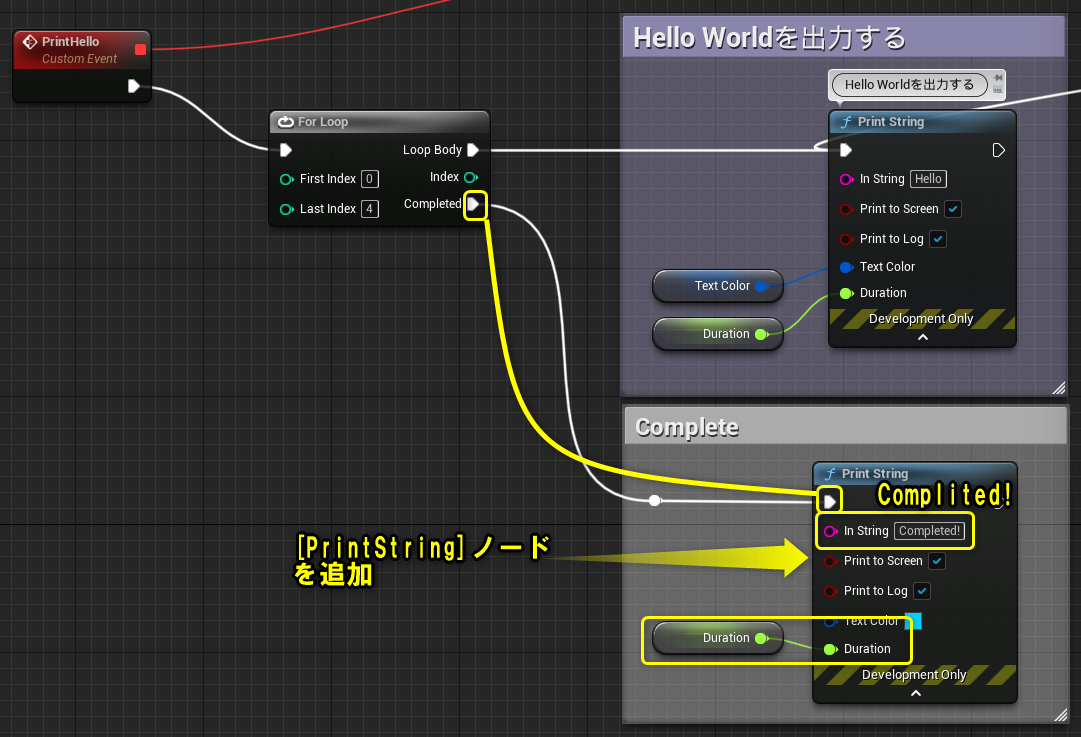 PrintHello
Custom Event
For Loop
Loop Body
First Index 0
Index
Last Index 4
Completed
Hello Worldを出力する
Hello Worldを出力する
Print String
In String Hello
Print to Screen
Print to Log
Text Color
Text Color
Duration
Duration
Development Only
Complete
Print String
Complited!
In String Completed!
[PrintString]ノード
を追加
Print to Screen
Print to Log
Text Color
Duration
Duration
Development Only